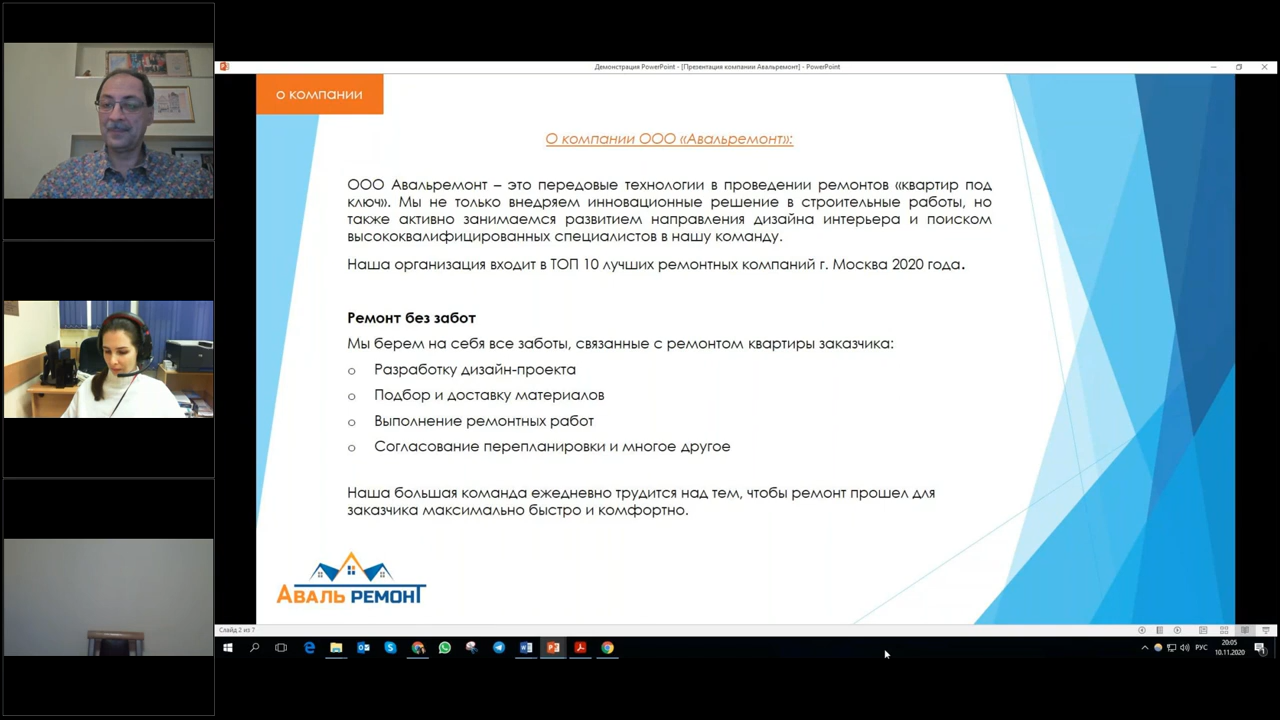 Демонстрация PowerPoint - [Презентация компании Авальремонт] - PowerPoint
о компании
О компании ООО «Авальремонт»:
ООО Авальремонт – это передовые технологии в проведении ремонтов «квартир под
ключ». Мы не только внедряем инновационные решение в строительные работы, но
также активно занимаемся развитием направления дизайна интерьера и поиском
высококвалифицированных специалистов в нашу команду.
Наша организация входит в ТОП 10 лучших ремонтных компаний г. Москва 2020 года.
Ремонт без забот
Мы берем на себя все заботы, связанные с ремонтом квартиры заказчика:
o Разработку дизайн-проекта
o Подбор и доставку материалов
o Выполнение ремонтных работ
o Согласование перепланировки и многое другое
Наша большая команда ежедневно трудится над тем, чтобы ремонт прошел для
заказчика максимально быстро и комфортно.
АВАЛЬ РЕМОНТ
Слайд 2 из 7
РУС
20:05
10.11.2020